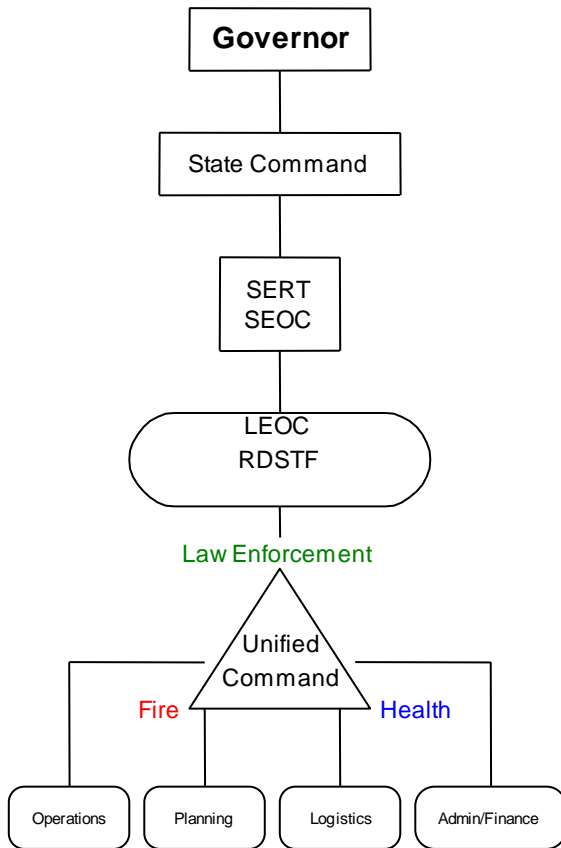 Governor
State Command
SERT
SEOC
LEOC
RDSTF
Law Enforcement
Unified
Command
Fire
Health
Operations
Planning
Logistics
Admin/Finance